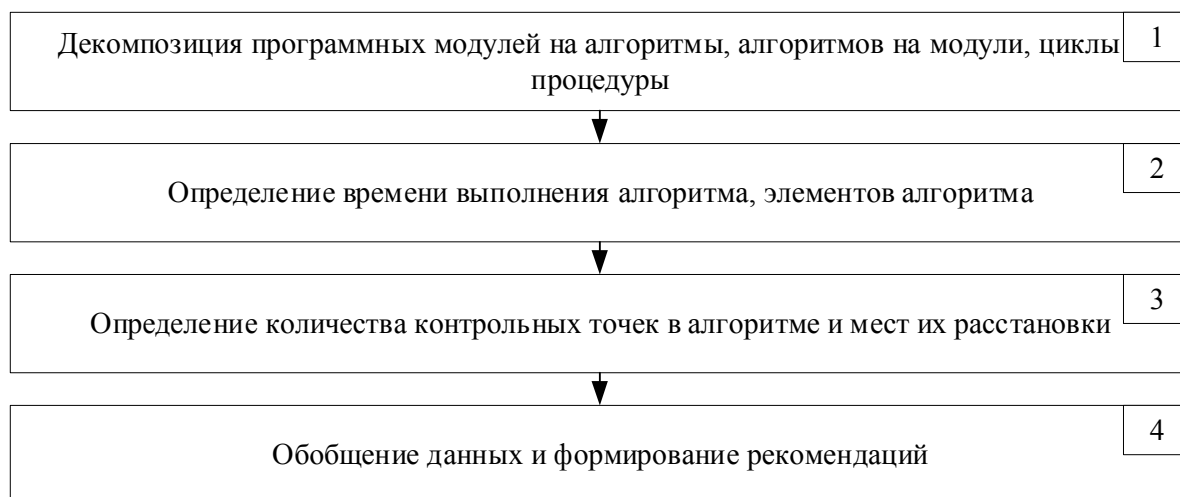 1
Декомпозиция программных модулей на алгоритмы, алгоритмов на модули, циклы
процедуры
2
Определение времени выполнения алгоритма, элементов алгоритма
3
Определение количества контрольных точек в алгоритме и мест их расстановки
4
Обобщение данных и формирование рекомендаций